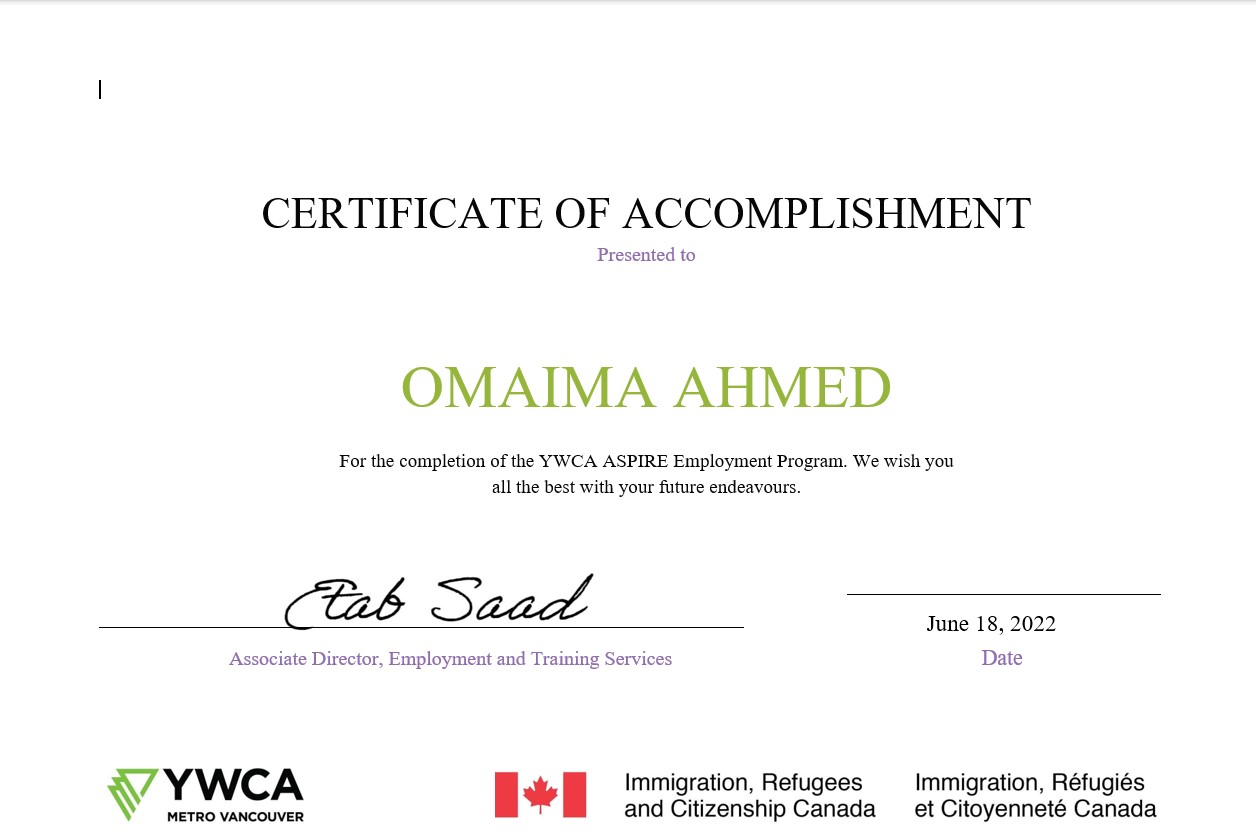 CERTIFICATE OF ACCOMPLISHMENT
Presented to
OMAIMA AHMED
For the completion of the YWCA ASPIRE Employment Program. We wish you
all the best with your future endeavours.
Etab Saad
Associate Director, Employment and Training Services
June 18, 2022
Date
YWCA
METRO VANCOUVER
Immigration, Refugees
and Citizenship Canada
Immigration, Réfugiés
et Citoyenneté Canada